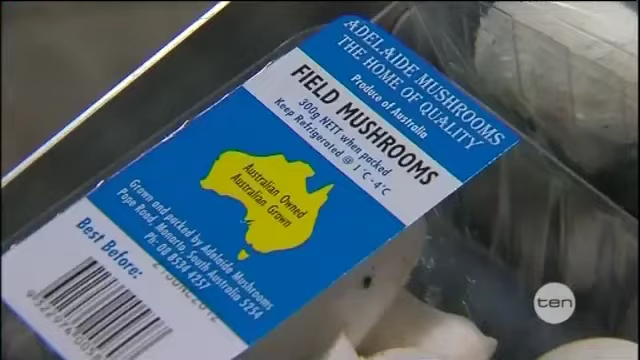 ADELAIDE MUSHROOMS
THE HOME OF QUALITY
Produce of Australia
FIELD MUSHROOMS
300g NETT when packed
Keep Refrigerated @ 1°C-4°C
Australian Owned
Australian Grown
Grown and packed by Adelaide Mushrooms
Pope Road, Monarto, South Australia 5254
Ph: 08 8534 4257
Best Before:
ten